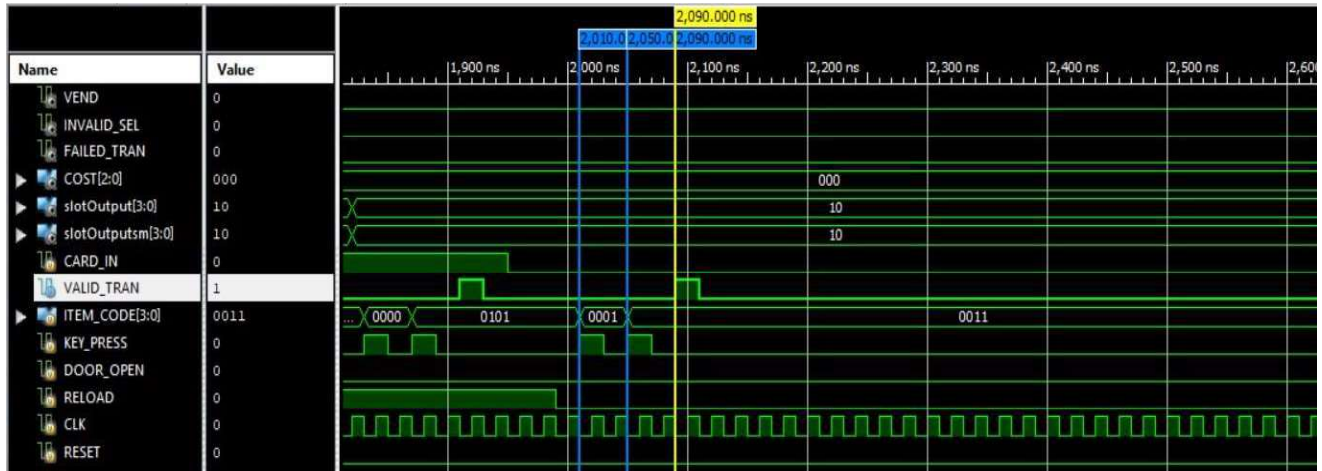 2,090.000 ns
2,010.0 2,050.0 2,090.000 ns
Name Value 1,900 ns 2,000 ns 2,100 ns 2,200 ns 2,300 ns 2,400 ns 2,500 ns 2,600
VEND 0
INVALID_SEL 0
FAILED_TRAN 0
COST[2:0] 000 000
slotOutput[3:0] 10 10
slotOutputsm[3:0] 10 10
CARD_IN 0
VALID_TRAN 1
ITEM_CODE[3:0] 0011 ... 0000 0101 0001 0011
KEY_PRESS 0
DOOR_OPEN 0
RELOAD 0
CLK 0
RESET 0